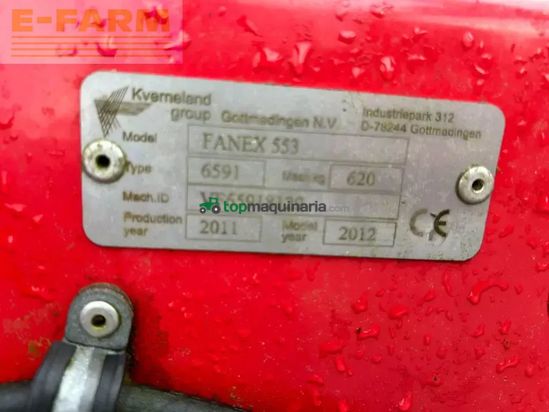 E-FARM
Kverneland
group Gottmadingen N.V.
Industriepark 312
D-78244 Gottmadingen
Model FANEX 553
Type 6591 Mass kg 620
Mach.ID
topmaquinaria.com
Production year 2011 Model year 2012 CE